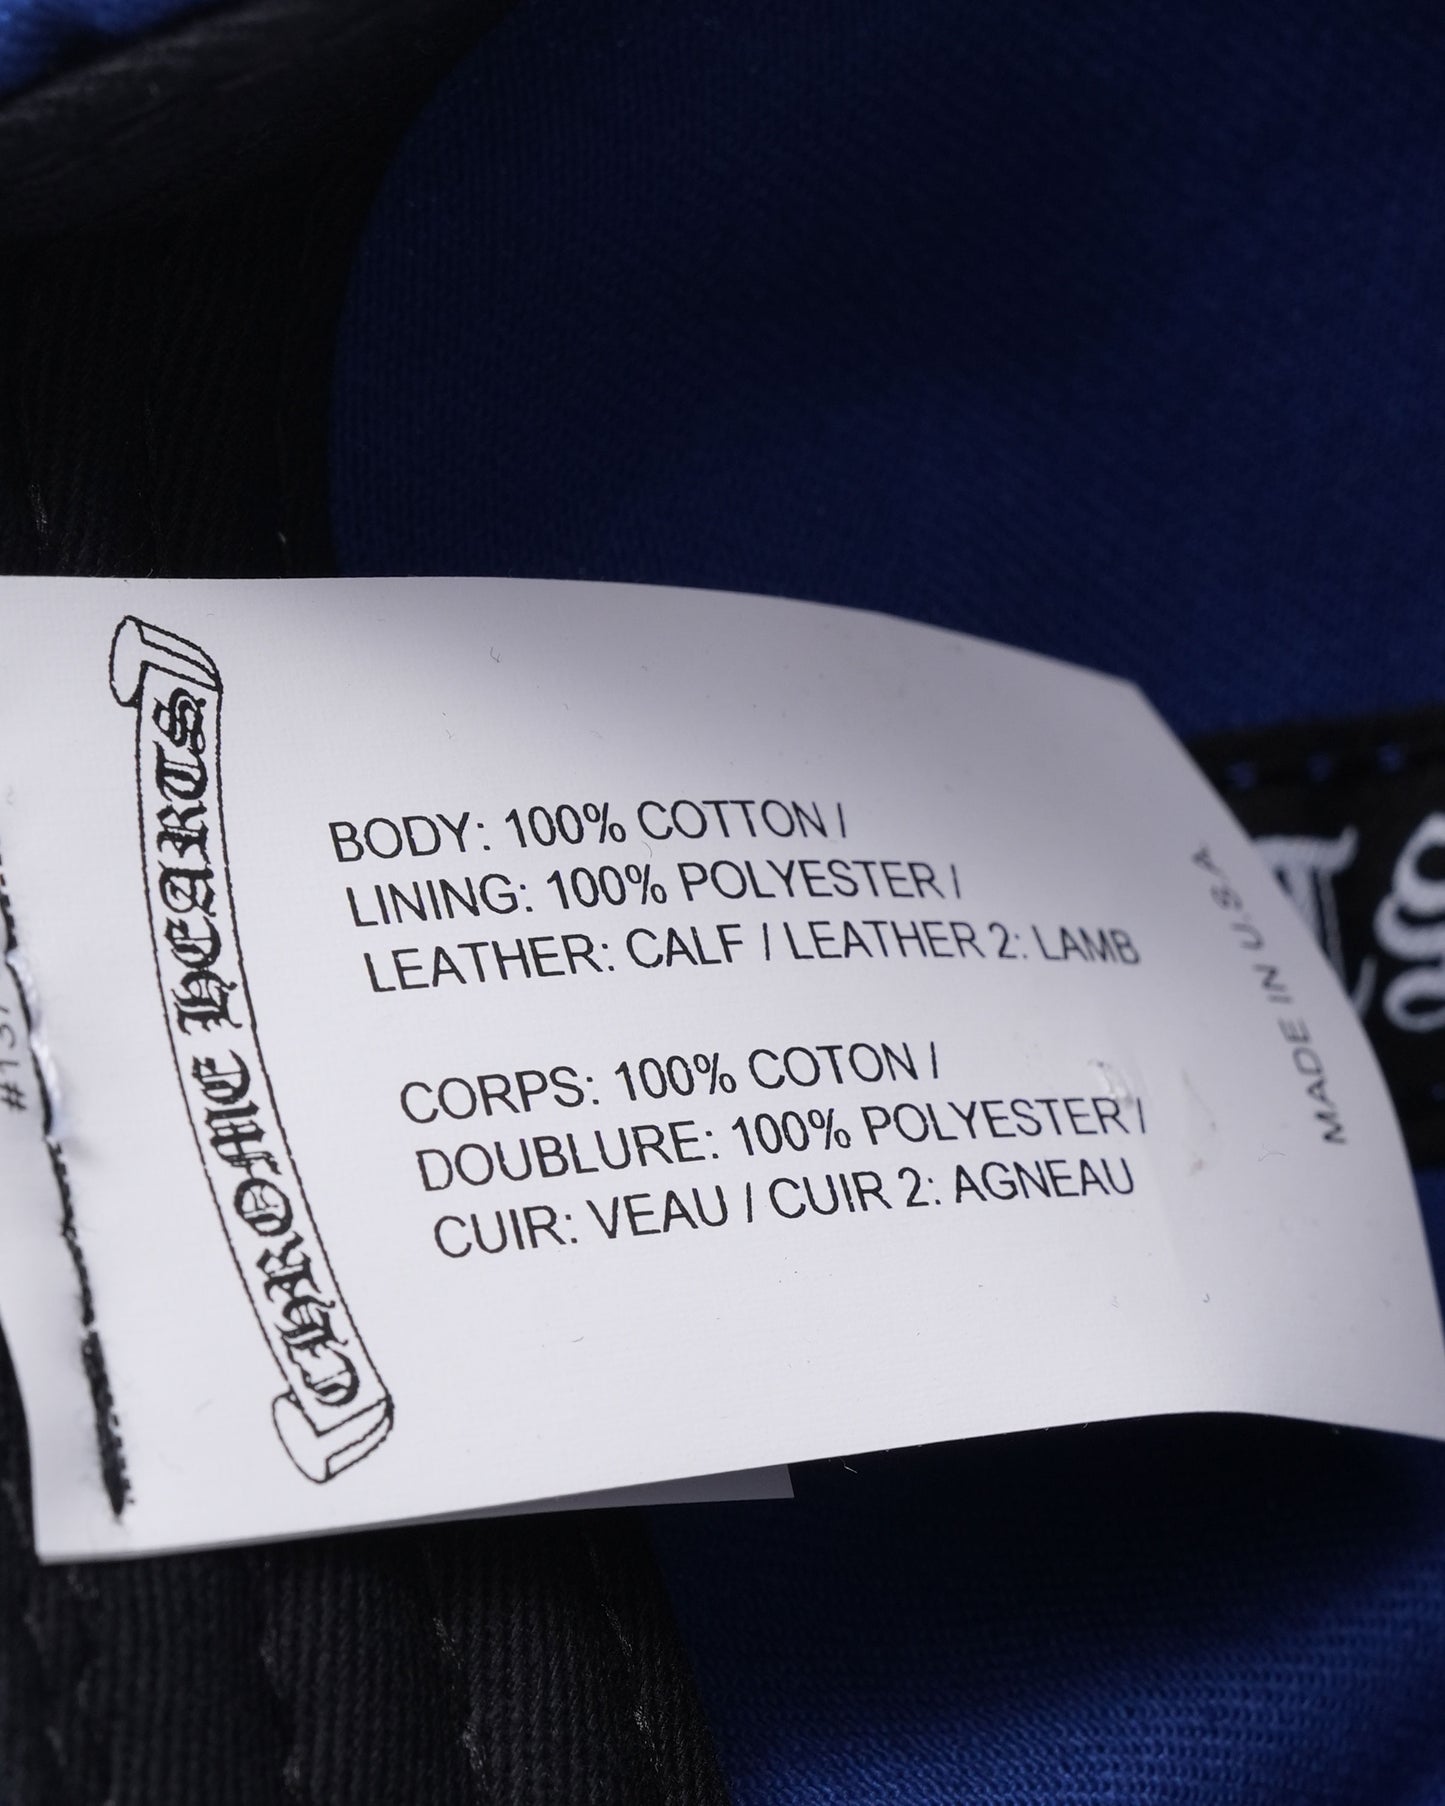 CHROME HEARTS
BODY: 100% COTTON /
LINING: 100% POLYESTER /
LEATHER: CALF / LEATHER 2: LAMB
CORPS: 100% COTON /
DOUBLURE: 100% POLYESTER /
CUIR: VEAU / CUIR 2: AGNEAU
MADE IN U.S.A